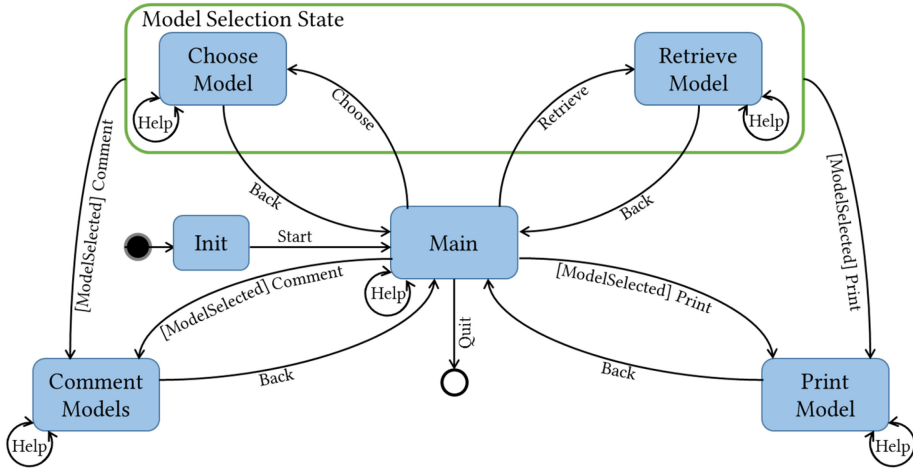 Model Selection State
Choose
Model
Retrieve
Model
Help
Help
Choose
Retrieve
Back
Back
[ModelSelected] Comment
[ModelSelected] Print
Init
Start
Main
Help
[ModelSelected] Comment
[ModelSelected] Print
Quit
Back
Back
Comment
Models
Print
Model
Help
Help